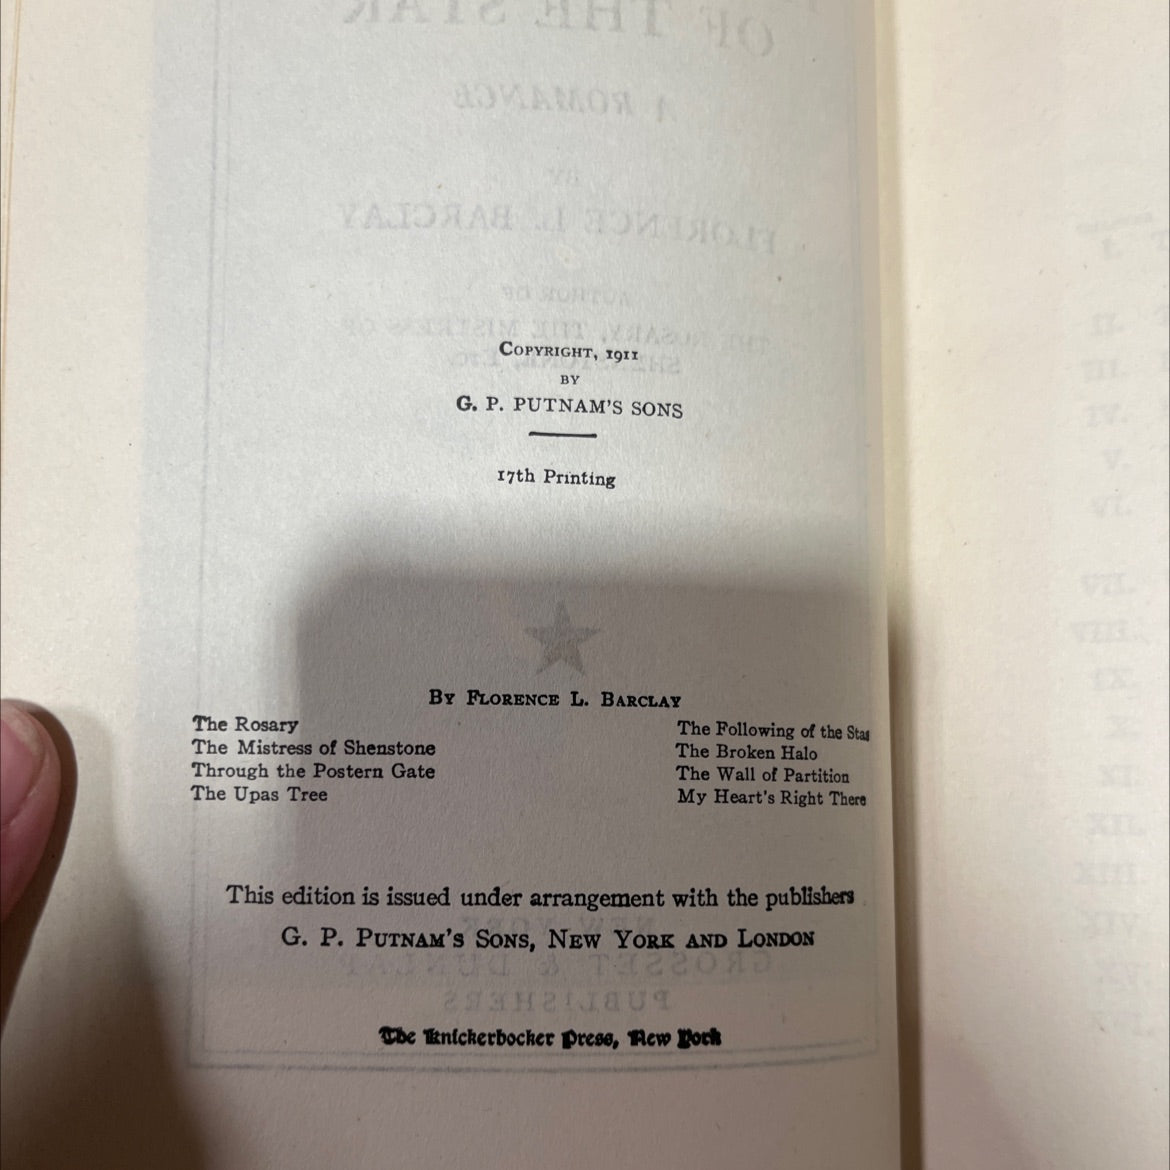 COPYRIGHT, 1911
BY
G. P. PUTNAM'S SONS
17th Printing
BY FLORENCE L. BARCLAY
The Rosary
The Mistress of Shenstone
Through the Postern Gate
The Upas Tree
The Following of the Star
The Broken Halo
The Wall of Partition
My Heart's Right There
This edition is issued under arrangement with the publishers
G. P. PUTNAM'S SONS, NEW YORK AND LONDON
The Knickerbocker Press, New York